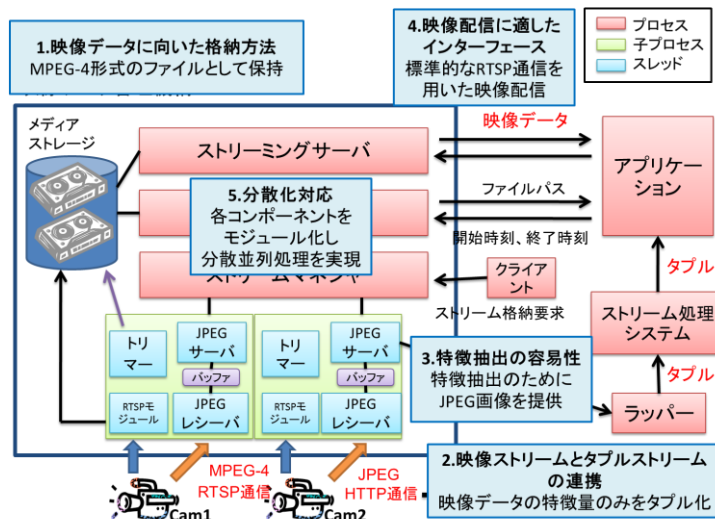 1.映像データに向いた格納方法
MPEG-4形式のファイルとして保持
4.映像配信に適した
インターフェース
標準的なRTSP通信を
用いた映像配信
プロセス
子プロセス
スレッド
メディア
ストレージ
ストリーミングサーバ
映像データ
アプリケー
ション
5.分散化対応
各コンポーネントを
モジュール化し
分散並列処理を実現
ファイルパス
開始時刻、終了時刻
ストリームマネジャ
クライア
ント
ストリーム格納要求
タプル
ストリーム処理
システム
トリ
マー
JPEG
サーバ
バッファ
RTSPモ
ジュール
JPEG
レシーバ
トリ
マー
JPEG
サーバ
バッファ
RTSPモ
ジュール
JPEG
レシーバ
3.特徴抽出の容易性
特徴抽出のために
JPEG画像を提供
タプル
ラッパー
MPEG-4
RTSP通信
JPEG
HTTP通信
Cam1
Cam2
2.映像ストリームとタプルストリーム
の連携
映像データの特徴量のみをタプル化